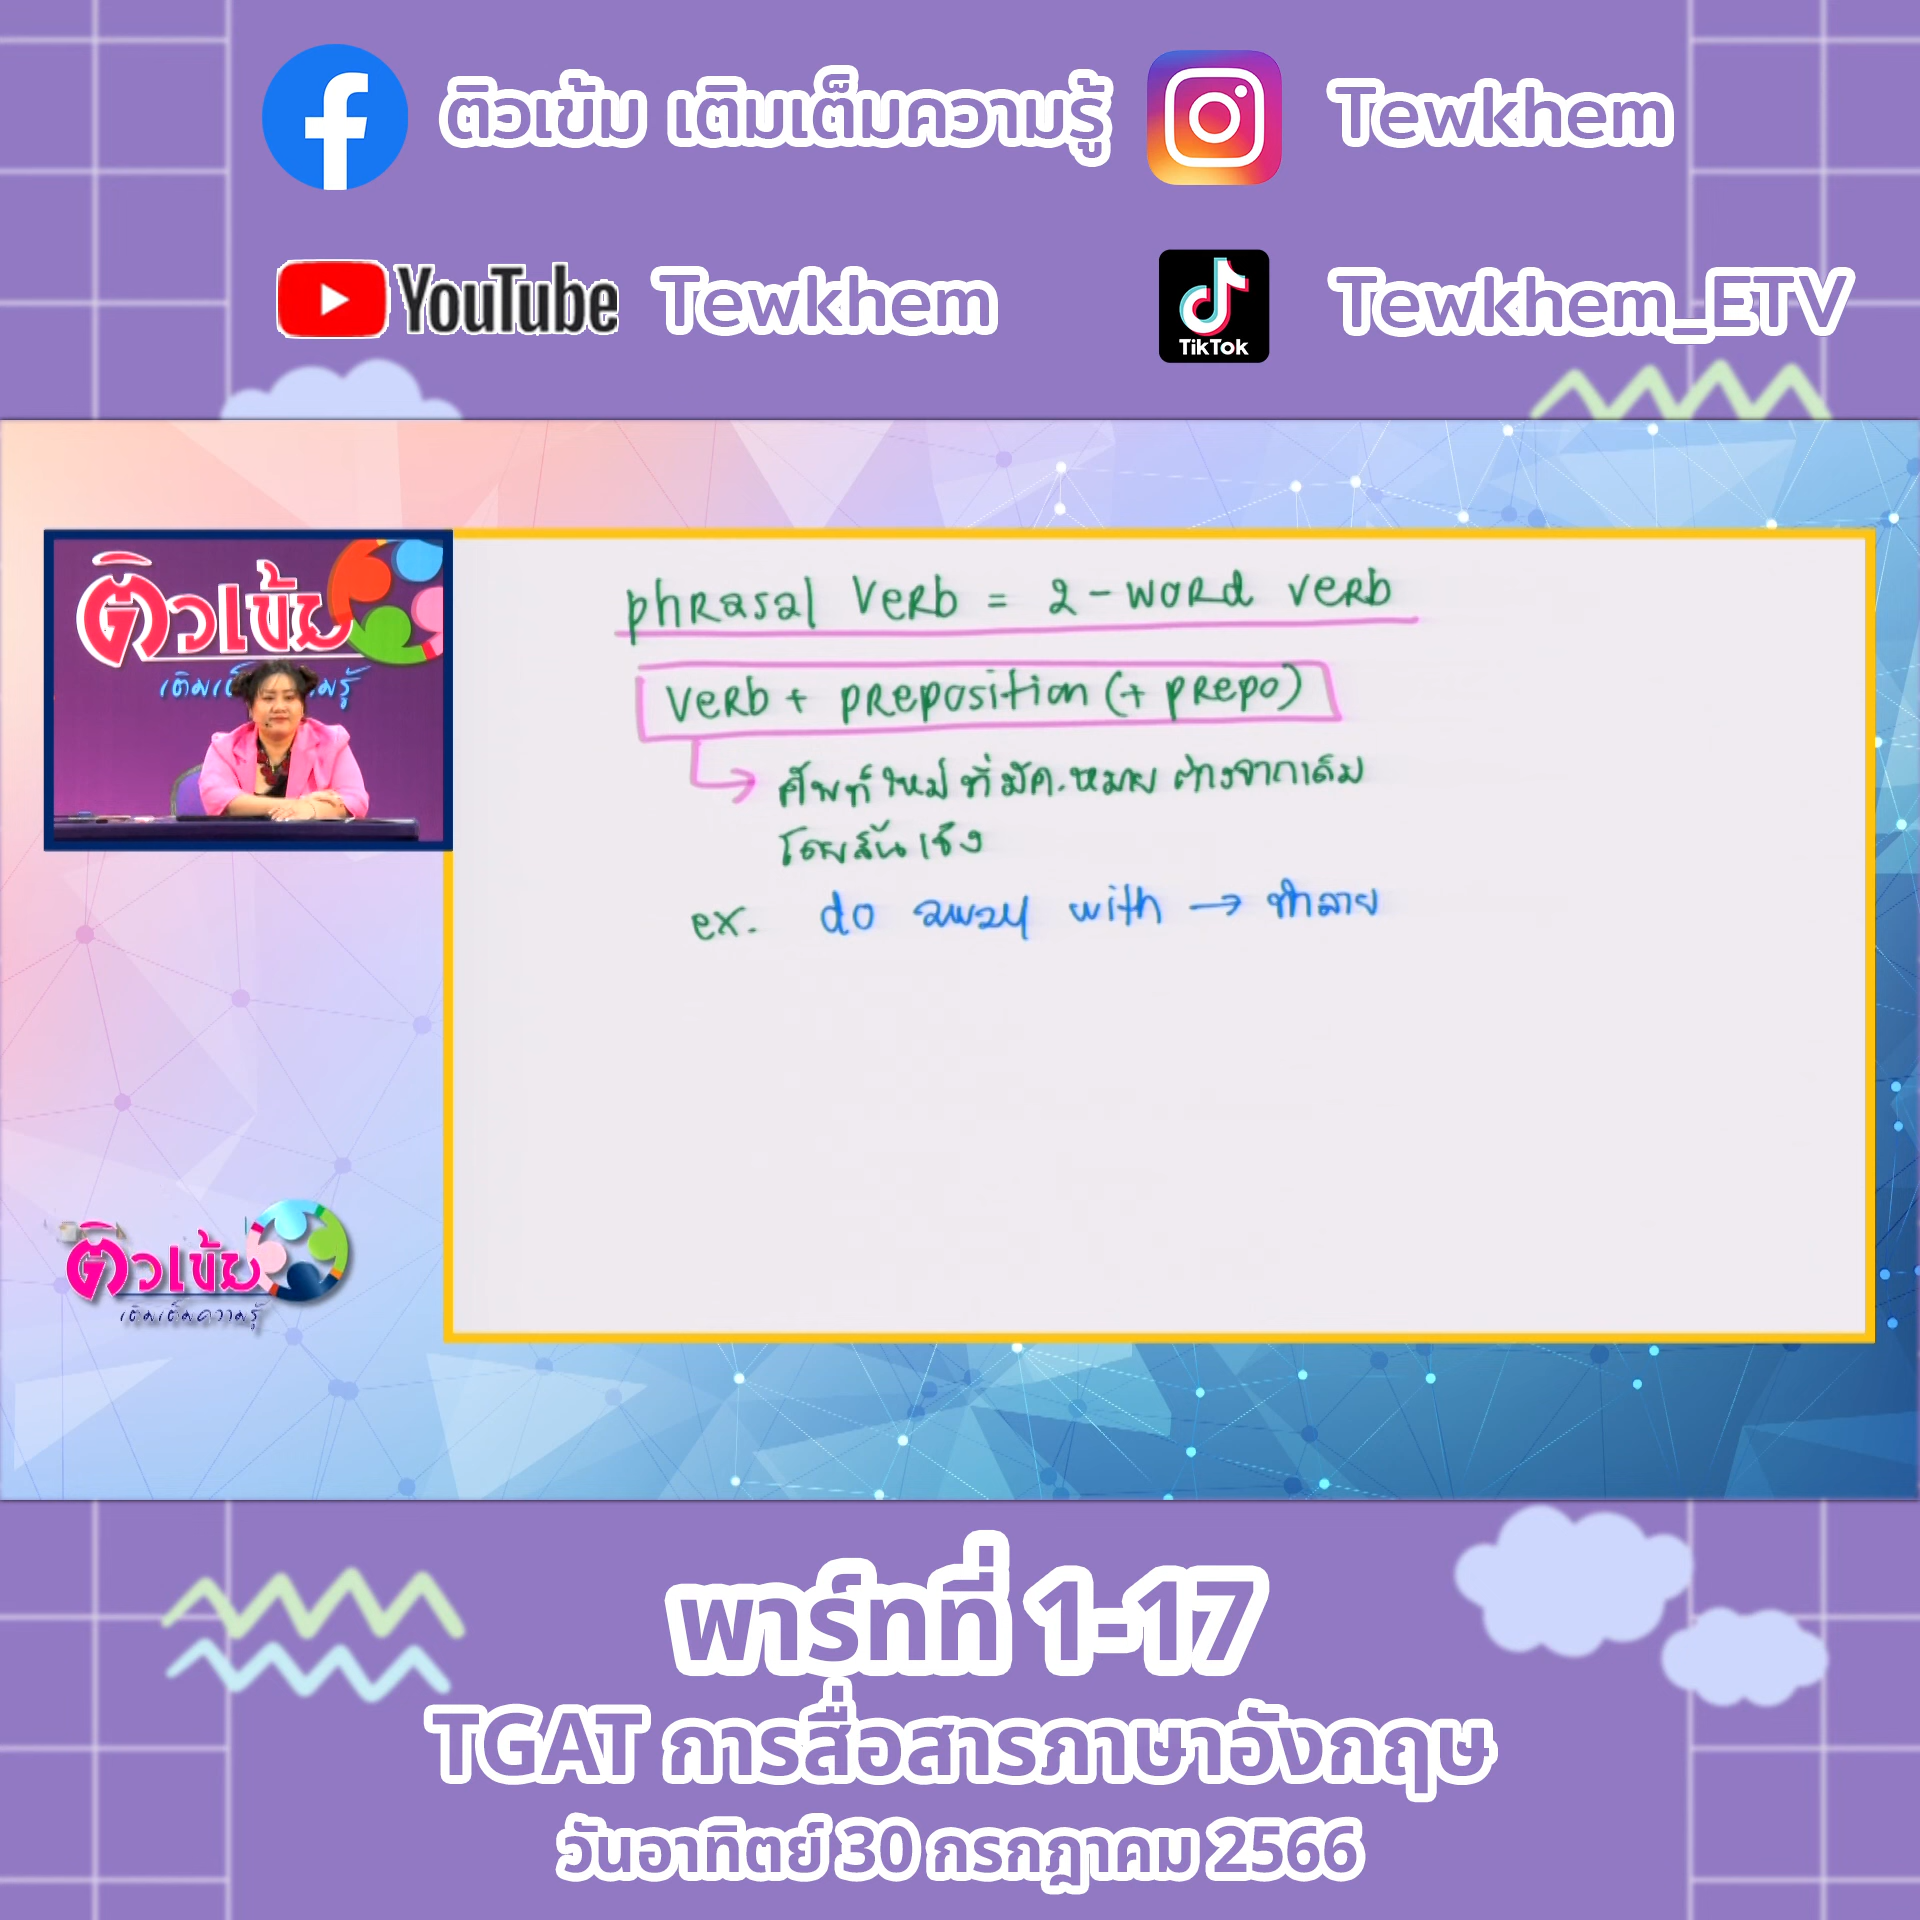 ติวเข้ม เติมเต็มความรู้
Tewkhem
YouTube Tewkhem
TikTok
Tewkhem_ETV
ติวเข้ม
phrasal verb = 2-word verb
verb + preposition (+ prepo)
ศัพท์ใหม่ ที่มีค.หมาย ต่างจากเดิม
โดยสิ้นเชิง
ex. do away with → ทำลาย
ติวเข้ม
เติมเต็มความรู้
พาร์ทที่ 1-17
TGAT การสื่อสารภาษาอังกฤษ
วันอาทิตย์ 30 กรกฎาคม 2566